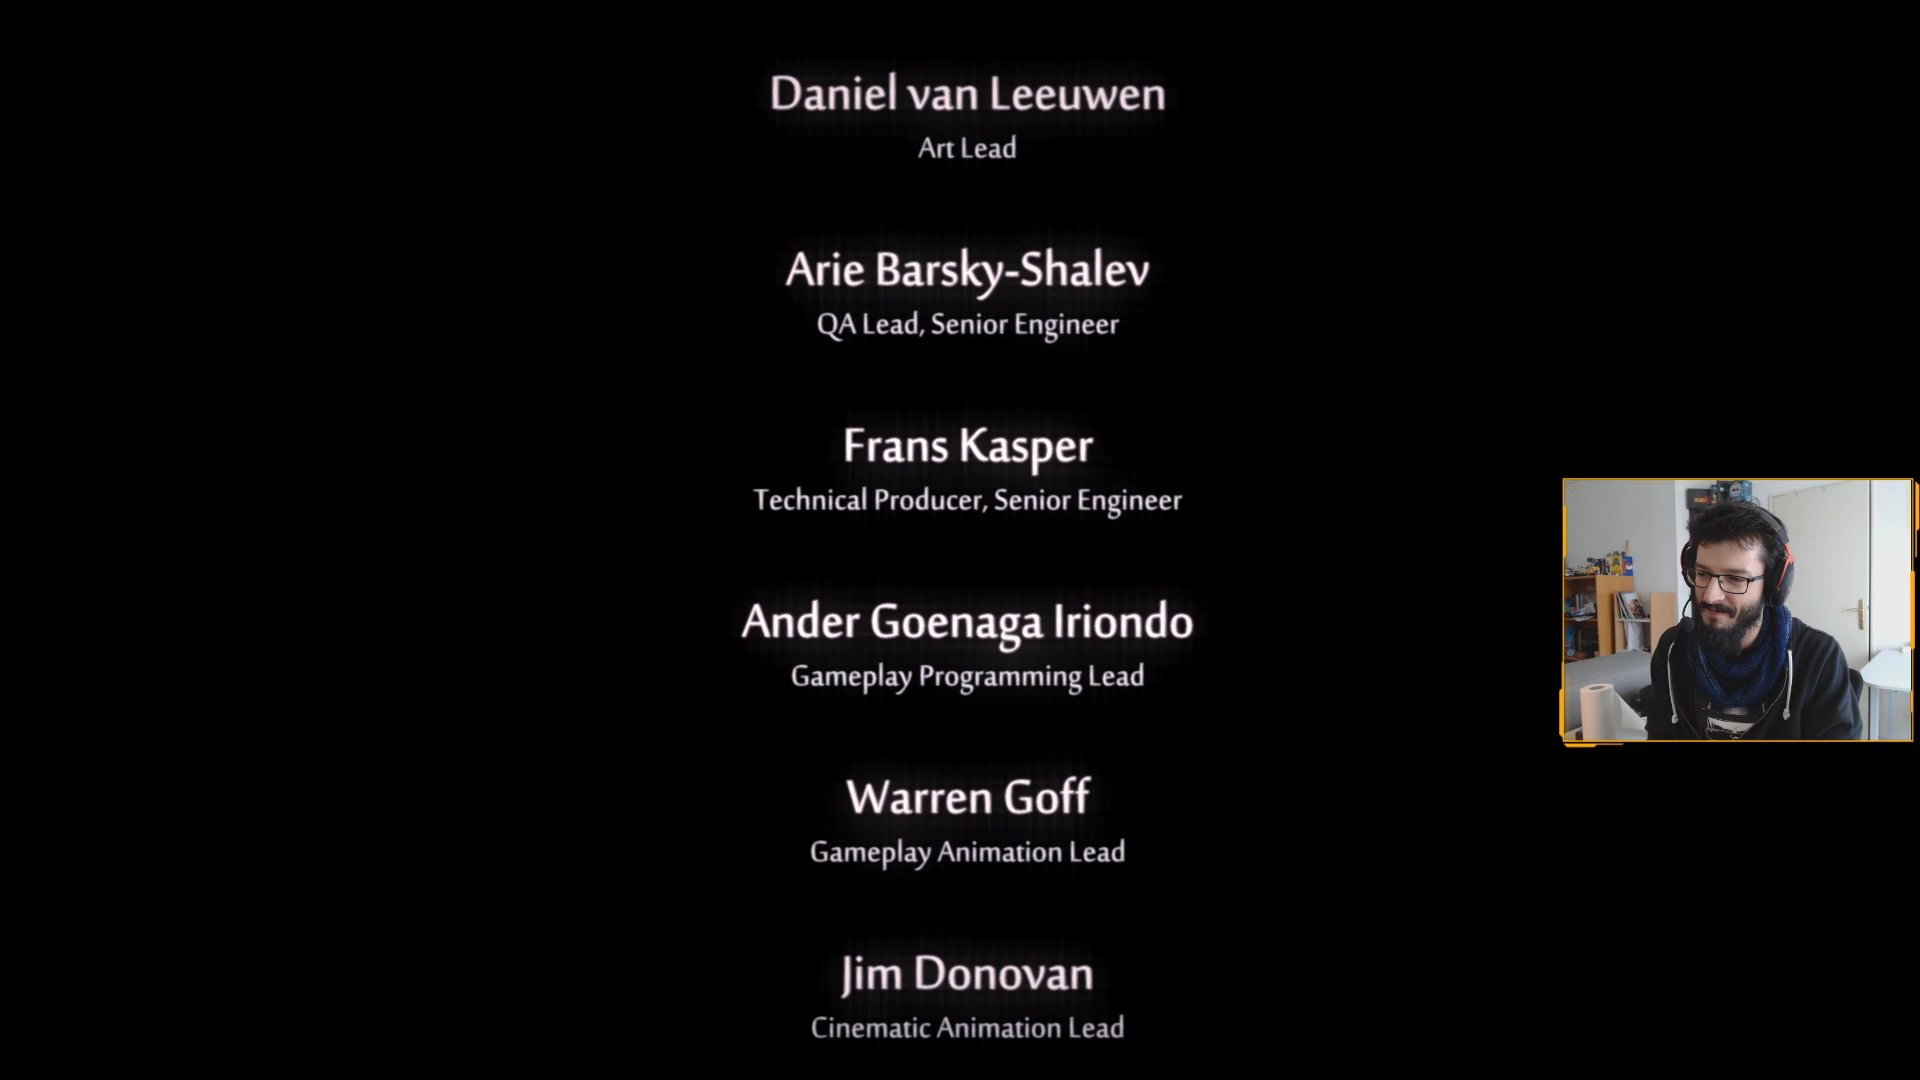 Daniel van Leeuwen
Art Lead
Arie Barsky-Shalev
QA Lead, Senior Engineer
Frans Kasper
Technical Producer, Senior Engineer
Ander Goenaga Iriondo
Gameplay Programming Lead
Warren Goff
Gameplay Animation Lead
Jim Donovan
Cinematic Animation Lead